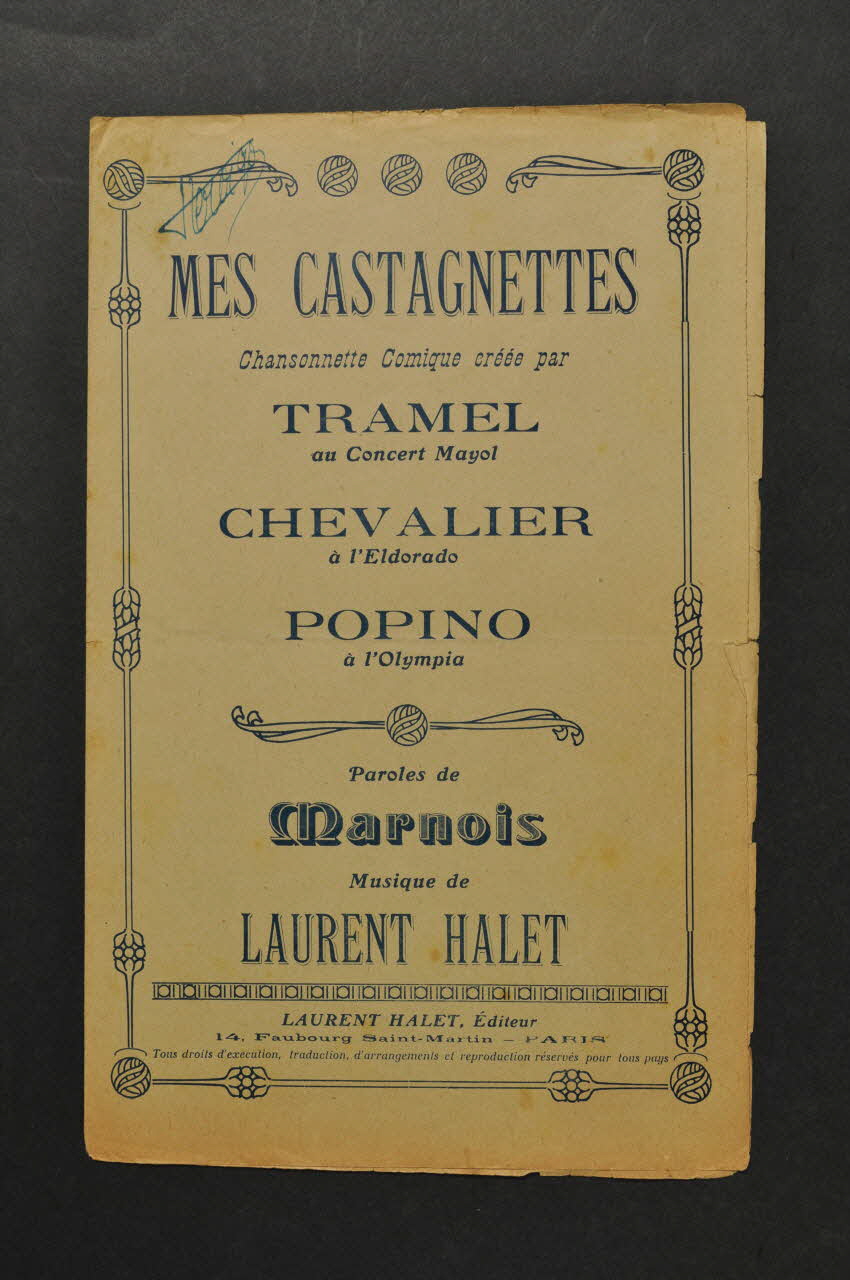 MES CASTAGNETTES
Chansonnette Comique créée par
TRAMEL
au Concert Mayol
CHEVALIER
à l'Eldorado
POPINO
à l'Olympia
Paroles de
Marnois
Musique de
LAURENT HALET
LAURENT HALET, Éditeur
14, Faubourg Saint-Martin — PARIS
Tous droits d'execution, traduction, d'arrangements et reproduction réservés pour tous pays